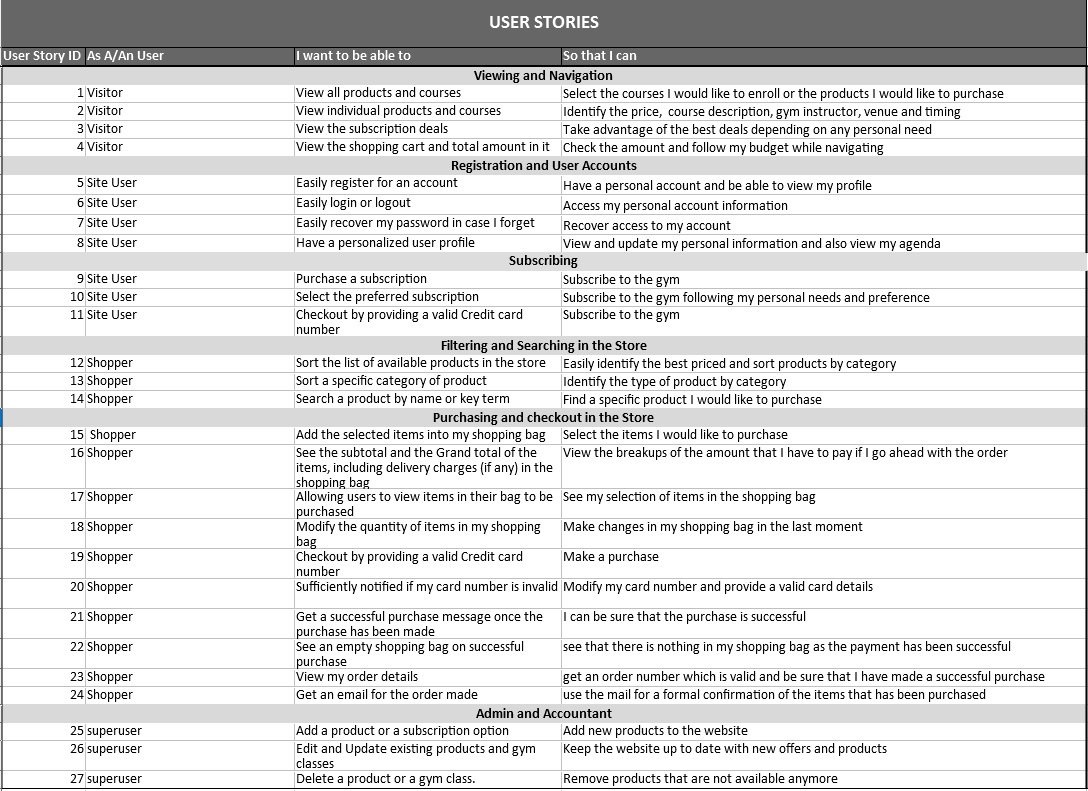 USER STORIES
User Story ID As A/An User I want to be able to So that I can
Viewing and Navigation
1 Visitor View all products and courses Select the courses I would like to enroll or the products I would like to purchase
2 Visitor View individual products and courses Identify the price, course description, gym instructor, venue and timing
3 Visitor View the subscription deals Take advantage of the best deals depending on any personal need
4 Visitor View the shopping cart and total amount in it Check the amount and follow my budget while navigating
Registration and User Accounts
5 Site User Easily register for an account Have a personal account and be able to view my profile
6 Site User Easily login or logout Access my personal account information
7 Site User Easily recover my password in case I forget Recover access to my account
8 Site User Have a personalized user profile View and update my personal information and also view my agenda
Subscribing
9 Site User Purchase a subscription Subscribe to the gym
10 Site User Select the preferred subscription Subscribe to the gym following my personal needs and preference
11 Site User Checkout by providing a valid Credit card Subscribe to the gym
number
Filtering and Searching in the Store
12 Shopper Sort the list of available products in the store Easily identify the best priced and sort products by category
13 Shopper Sort a specific category of product Identify the type of product by category
14 Shopper Search a product by name or key term Find a specific product I would like to purchase
Purchasing and checkout in the Store
15 Shopper Add the selected items into my shopping bag Select the items I would like to purchase
16 Shopper See the subtotal and the Grand total of the View the breakups of the amount that I have to pay if I go ahead with the order
items, including delivery charges (if any) in the
shopping bag
17 Shopper Allowing users to view items in their bag to be See my selection of items in the shopping bag
purchased
18 Shopper Modify the quantity of items in my shopping Make changes in my shopping bag in the last moment
bag
19 Shopper Checkout by providing a valid Credit card Make a purchase
number
20 Shopper Sufficiently notified if my card number is invalid Modify my card number and provide a valid card details
21 Shopper Get a successful purchase message once the I can be sure that the purchase is successful
purchase has been made
22 Shopper See an empty shopping bag on successful see that there is nothing in my shopping bag as the payment has been successful
purchase
23 Shopper View my order details get an order number which is valid and be sure that I have made a successful purchase
24 Shopper Get an email for the order made use the mail for a formal confirmation of the items that has been purchased
Admin and Accountant
25 superuser Add a product or a subscription option Add new products to the website
26 superuser Edit and Update existing products and gym Keep the website up to date with new offers and products
classes
27 superuser Delete a product or a gym class. Remove products that are not available anymore